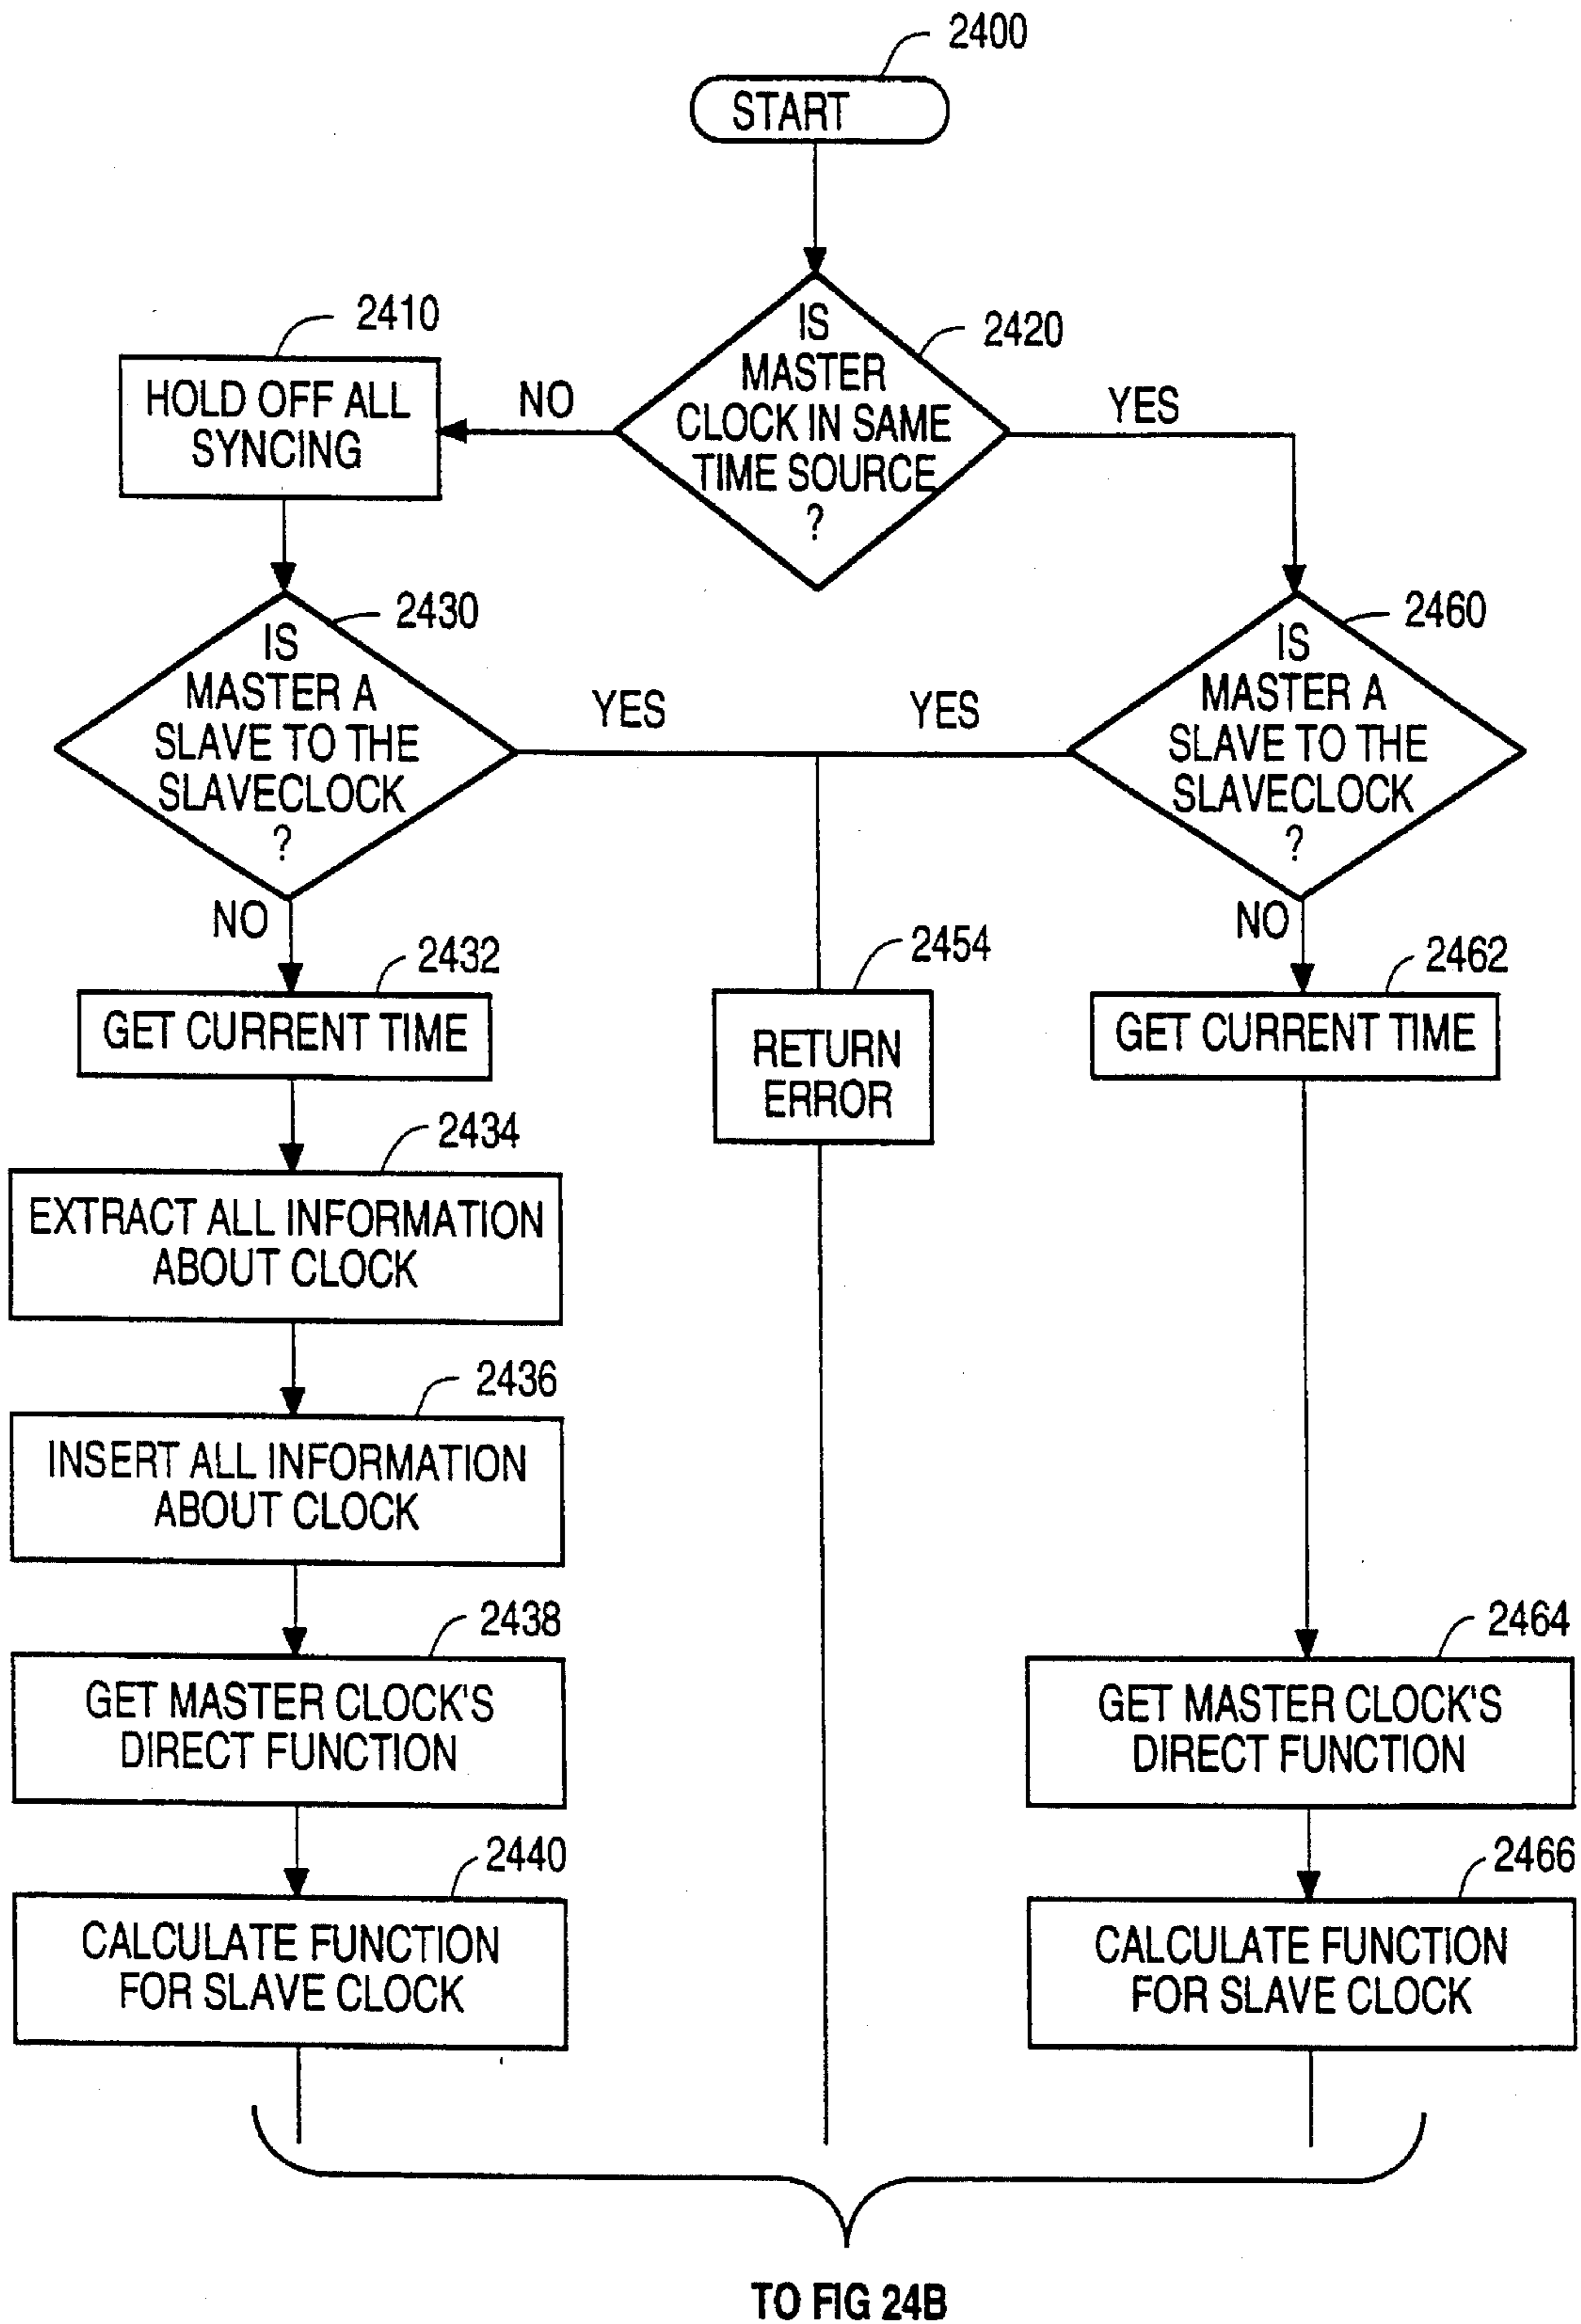 2400
START
2410
HOLD OFF ALL
SYNCING
NO
IS
MASTER
CLOCK IN SAME
TIME SOURCE
?
2420
YES
2430
IS
MASTER A
SLAVE TO THE
SLAVECLOCK
?
YES
YES
2460
IS
MASTER A
SLAVE TO THE
SLAVECLOCK
?
NO
NO
2432
GET CURRENT TIME
2454
RETURN
ERROR
2462
GET CURRENT TIME
2434
EXTRACT ALL INFORMATION
ABOUT CLOCK
2436
INSERT ALL INFORMATION
ABOUT CLOCK
2438
GET MASTER CLOCK'S
DIRECT FUNCTION
2464
GET MASTER CLOCK'S
DIRECT FUNCTION
2440
CALCULATE FUNCTION
FOR SLAVE CLOCK
2466
CALCULATE FUNCTION
FOR SLAVE CLOCK
TO FIG 24B